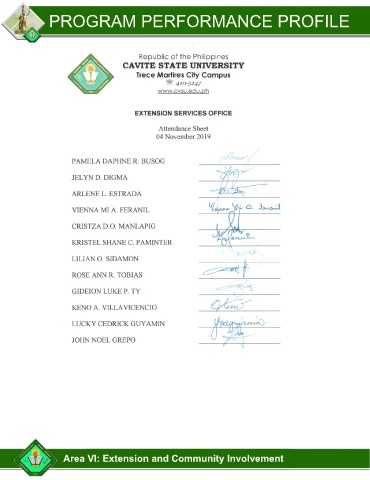 PROGRAM PERFORMANCE PROFILE
Republic of the Philippines
CAVITE STATE UNIVERSITY
Trece Martires City Campus
☏ 410-5247
www.cvsu.edu.ph
EXTENSION SERVICES OFFICE
Attendance Sheet
04 November 2019
PAMELA DAPHNE R. BUSOG
JELYN D. DIGMA
ARLENE L. ESTRADA
VIENNA MI A. FERANIL
CRISTZA D.O. MANLAPIG
KRISTEL SHANE C. PAMINTER
LILIAN O. SIDAMON
ROSE ANN R. TOBIAS
GIDEION LUKE P. TY
KENO A. VILLAVICENCIO
LUCKY CEDRICK GUYAMIN
JOHN NOEL GREPO
Area VI: Extension and Community Involvement